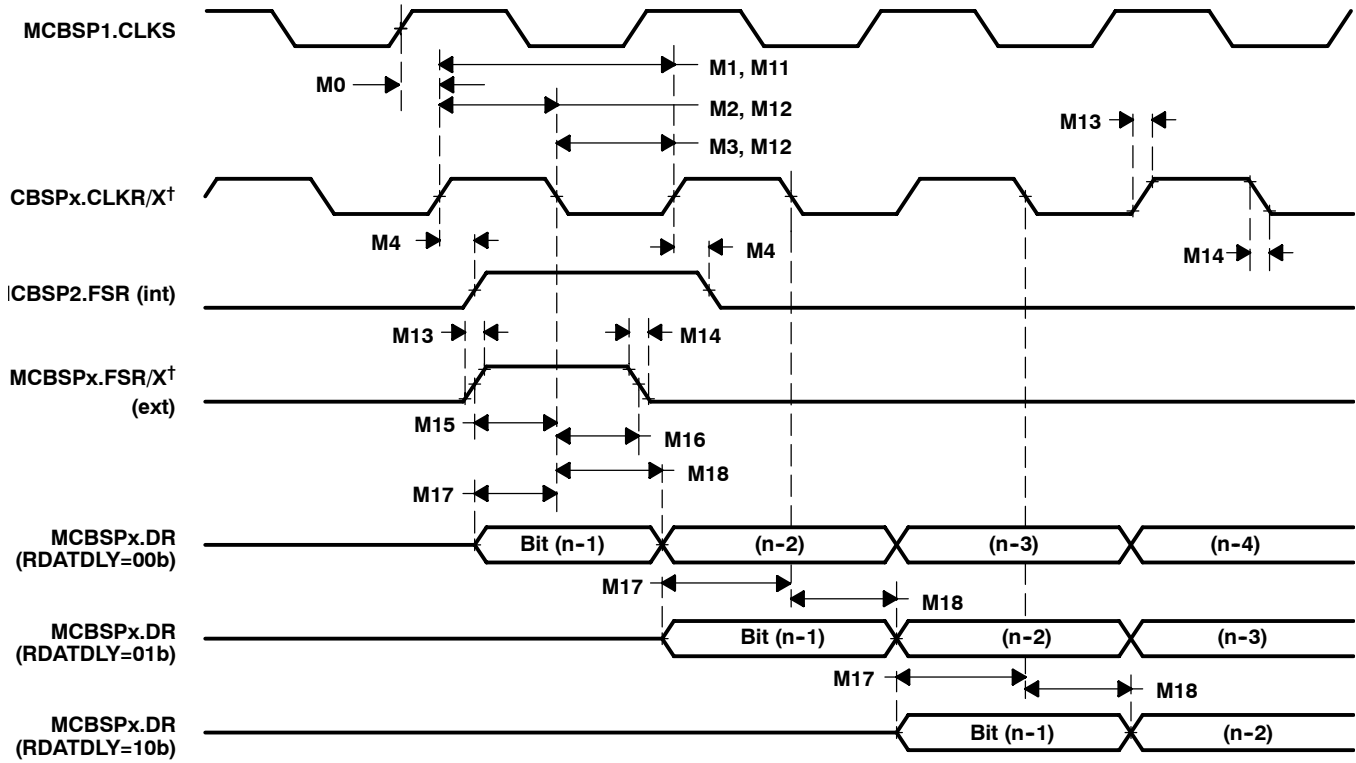 MCBSP1.CLKS
M1, M11
M0
M2, M12
M13
M3, M12
CBSPx.CLKR/X†
M4
M4
M14
CBSP2.FSR (int)
M13
M14
MCBSPx.FSR/X†
(ext)
M15
M16
M18
M17
MCBSPx.DR
(RDATDLY=00b)
Bit (n-1)
(n-2)
(n-3)
(n-4)
M17
M18
MCBSPx.DR
(RDATDLY=01b)
Bit (n-1)
(n-2)
(n-3)
M17
M18
MCBSPx.DR
(RDATDLY=10b)
Bit (n-1)
(n-2)